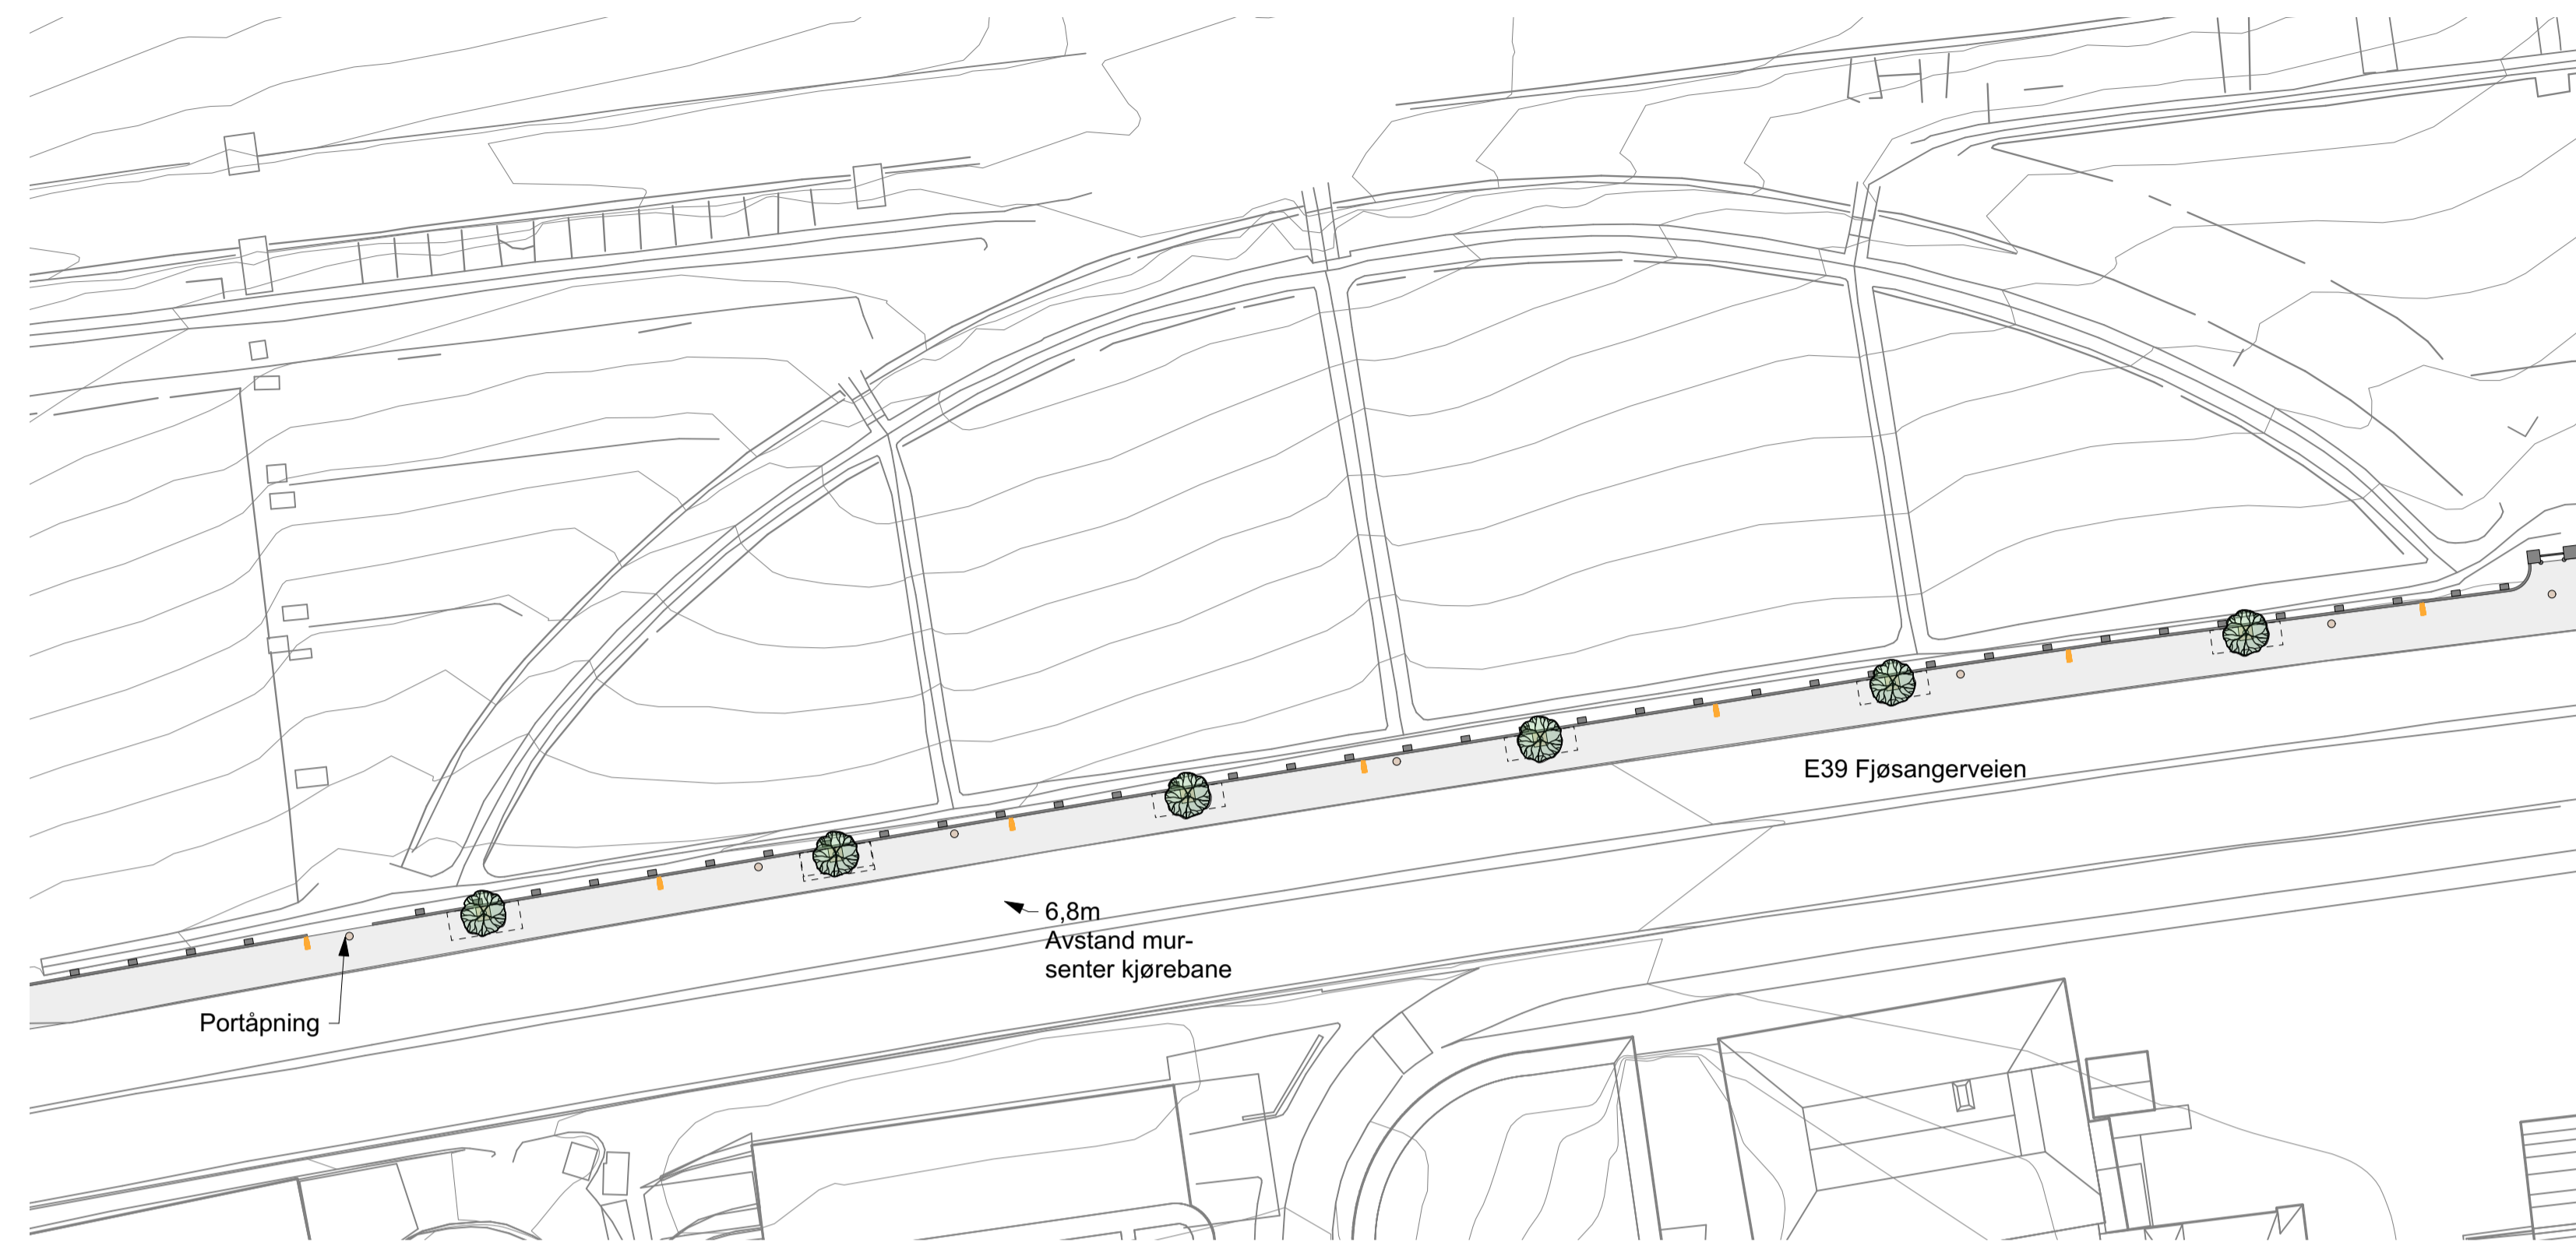 E39 Fjøsangerveien
6,8m
Avstand mur-
senter kjørebane
Portåpning